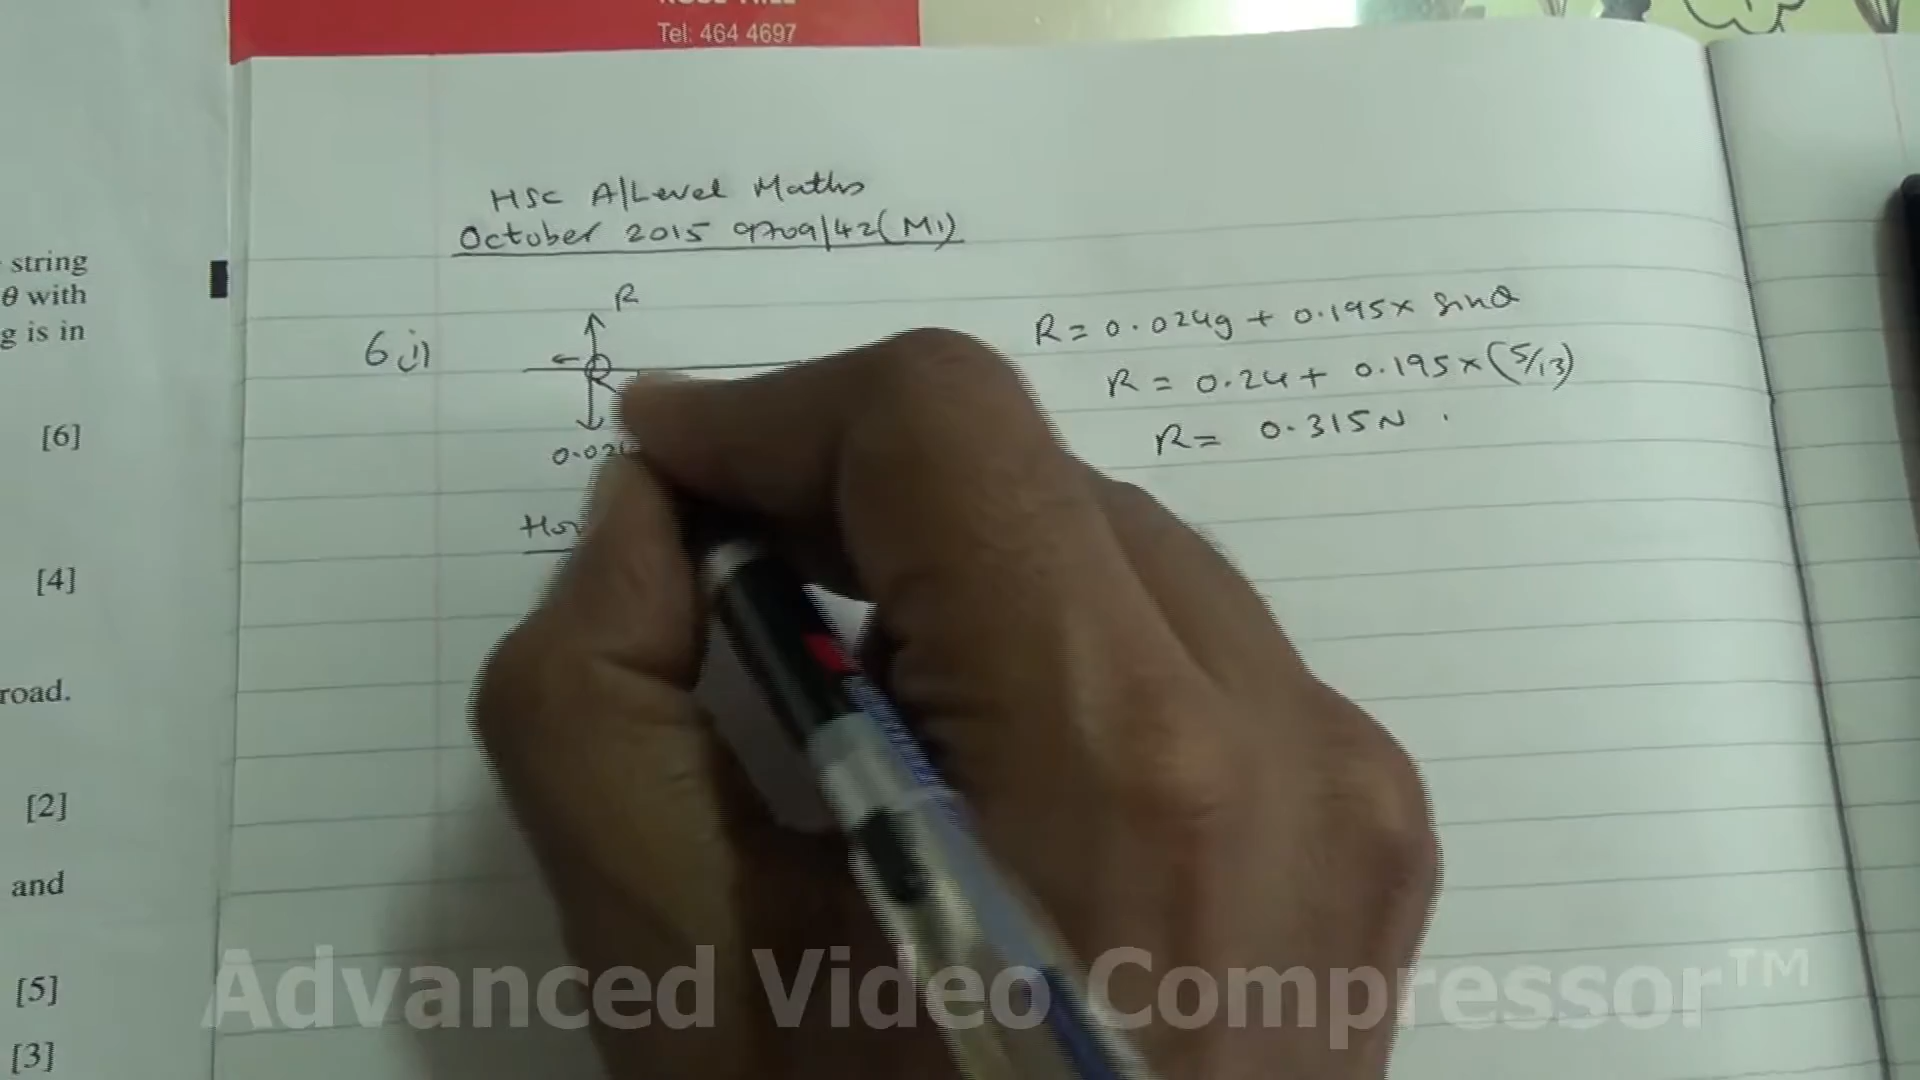 Tel: 464 4697
HSC A/Level Maths
October 2015 9709/42(M1)
string
θ with
g is in
[6]
[4]
road.
[2]
and
[5]
[3]
6 i)
R
0.024
R = 0.024g + 0.195 x sinθ
R = 0.24 + 0.195 x (5/13)
R = 0.315N .
Advanced Video Compressor™